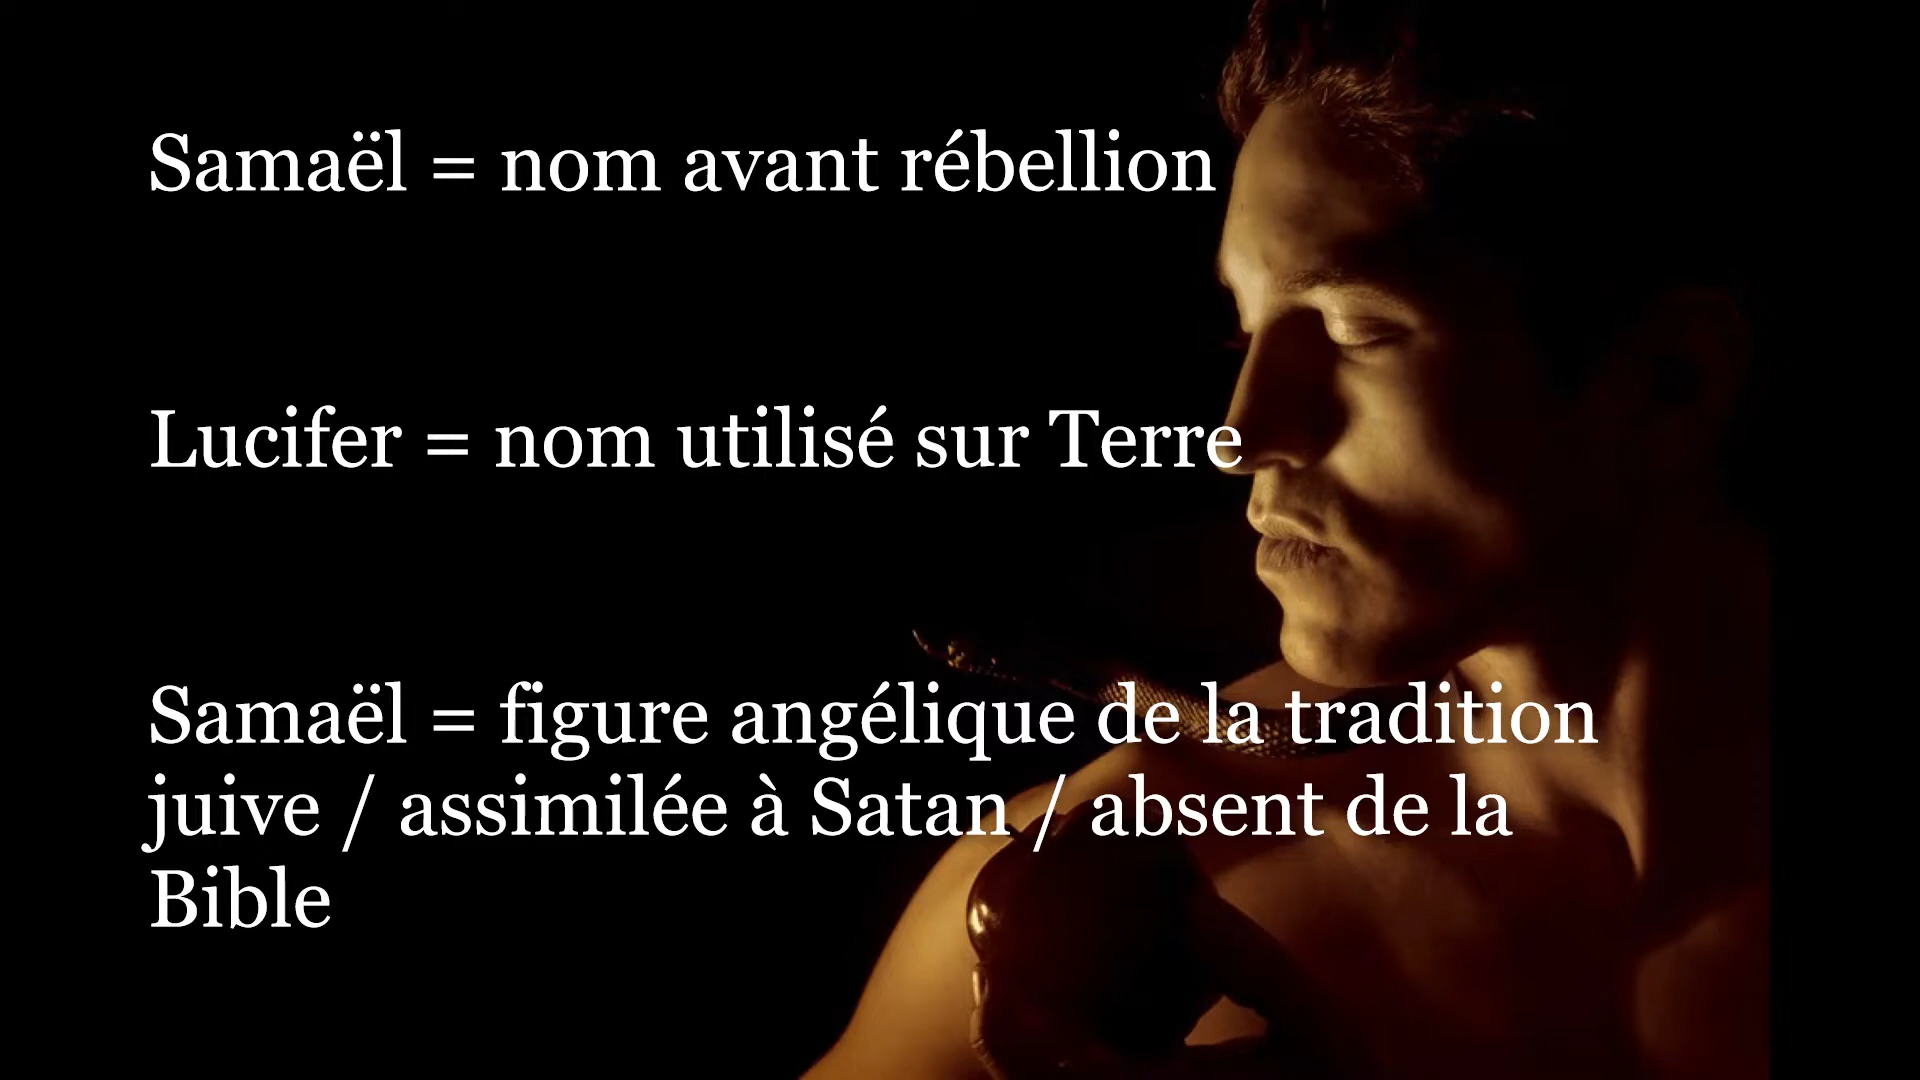 Samaël = nom avant rébellion
Lucifer = nom utilisé sur Terre
Samaël = figure angélique de la tradition
juive / assimilée à Satan / absent de la
Bible